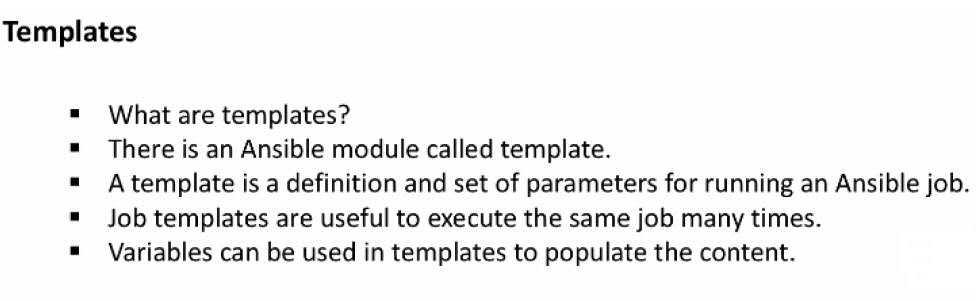 Templates
▪ What are templates?
▪ There is an Ansible module called template.
▪ A template is a definition and set of parameters for running an Ansible job.
▪ Job templates are useful to execute the same job many times.
▪ Variables can be used in templates to populate the content.